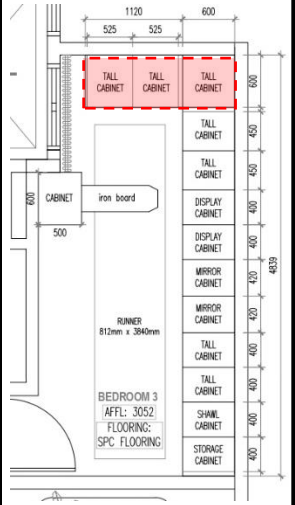 1120 600
525 525
TALL CABINET
TALL CABINET
TALL CABINET
600
TALL CABINET
450
TALL CABINET
450
600
CABINET
iron board
500
DISPLAY CABINET
400
DISPLAY CABINET
400
4839
MIRROR CABINET
420
MIRROR CABINET
420
RUNNER
812mm x 3840mm
TALL CABINET
400
TALL CABINET
400
BEDROOM 3
AFFL: 3052
FLOORING:
SPC FLOORING
SHAWL CABINET
400
STORAGE CABINET
400